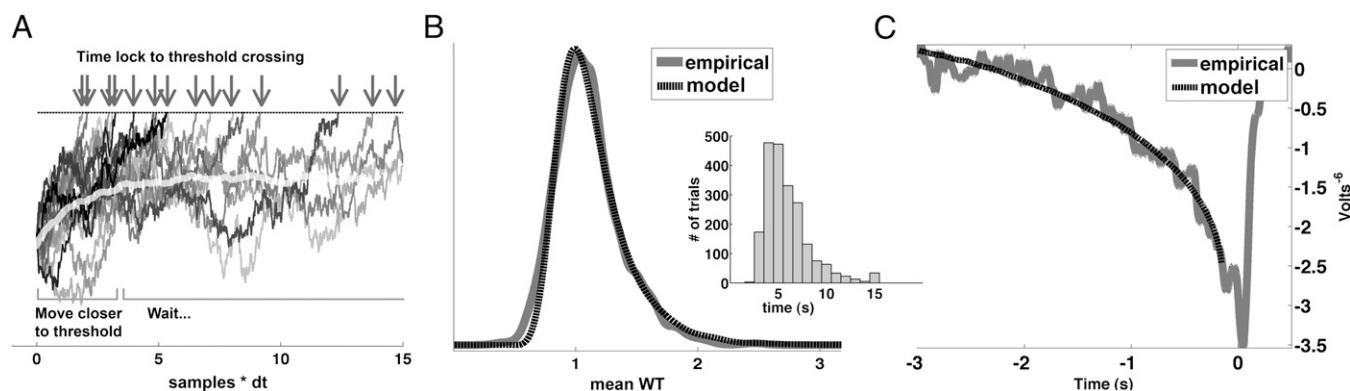 A
Time lock to threshold crossing
Move closer
to threshold
Wait...
0
5
10
15
samples * dt
B
empirical
model
500
400
300
200
100
0
# of trials
5
10
15
time (s)
1
2
3
mean WT
C
empirical
model
0
-0.5
-1
-1.5
-2
-2.5
-3
-3.5
Volts-6
-3
-2
-1
0
Time (s)